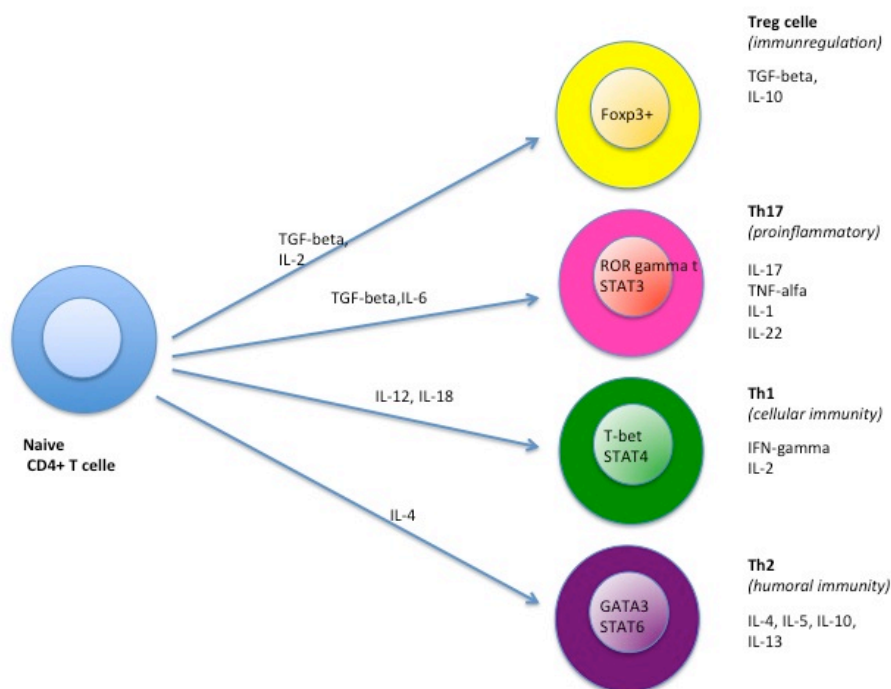 Treg celle
(immunregulation)
TGF-beta,
IL-10
Foxp3+
TGF-beta,
IL-2
Th17
(proinflammatory)
IL-17
TNF-alfa
IL-1
IL-22
ROR gamma t
STAT3
TGF-beta,IL-6
Naive
CD4+ T celle
IL-12, IL-18
Th1
(cellular immunity)
IFN-gamma
IL-2
T-bet
STAT4
IL-4
Th2
(humoral immunity)
IL-4, IL-5, IL-10,
IL-13
GATA3
STAT6